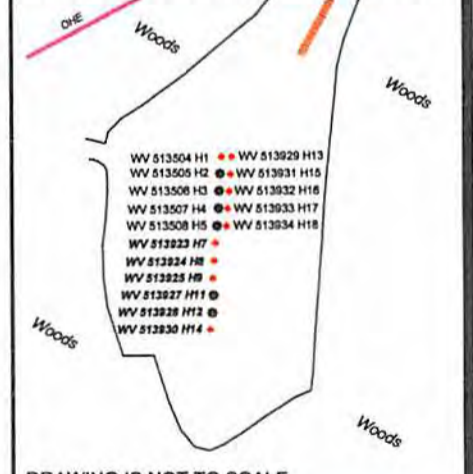 OHE
Woods
Woods
WV 513504 H1 WV 513929 H13
WV 513505 H2 WV 513931 H15
WV 513506 H3 WV 513932 H16
WV 513507 H4 WV 513933 H17
WV 513508 H5 WV 513934 H18
WV 513923 H7
WV 513924 H8
WV 513925 H9
WV 513927 H11
WV 513928 H12
WV 513930 H14
Woods
Woods
DRAWING IS NOT TO SCALE